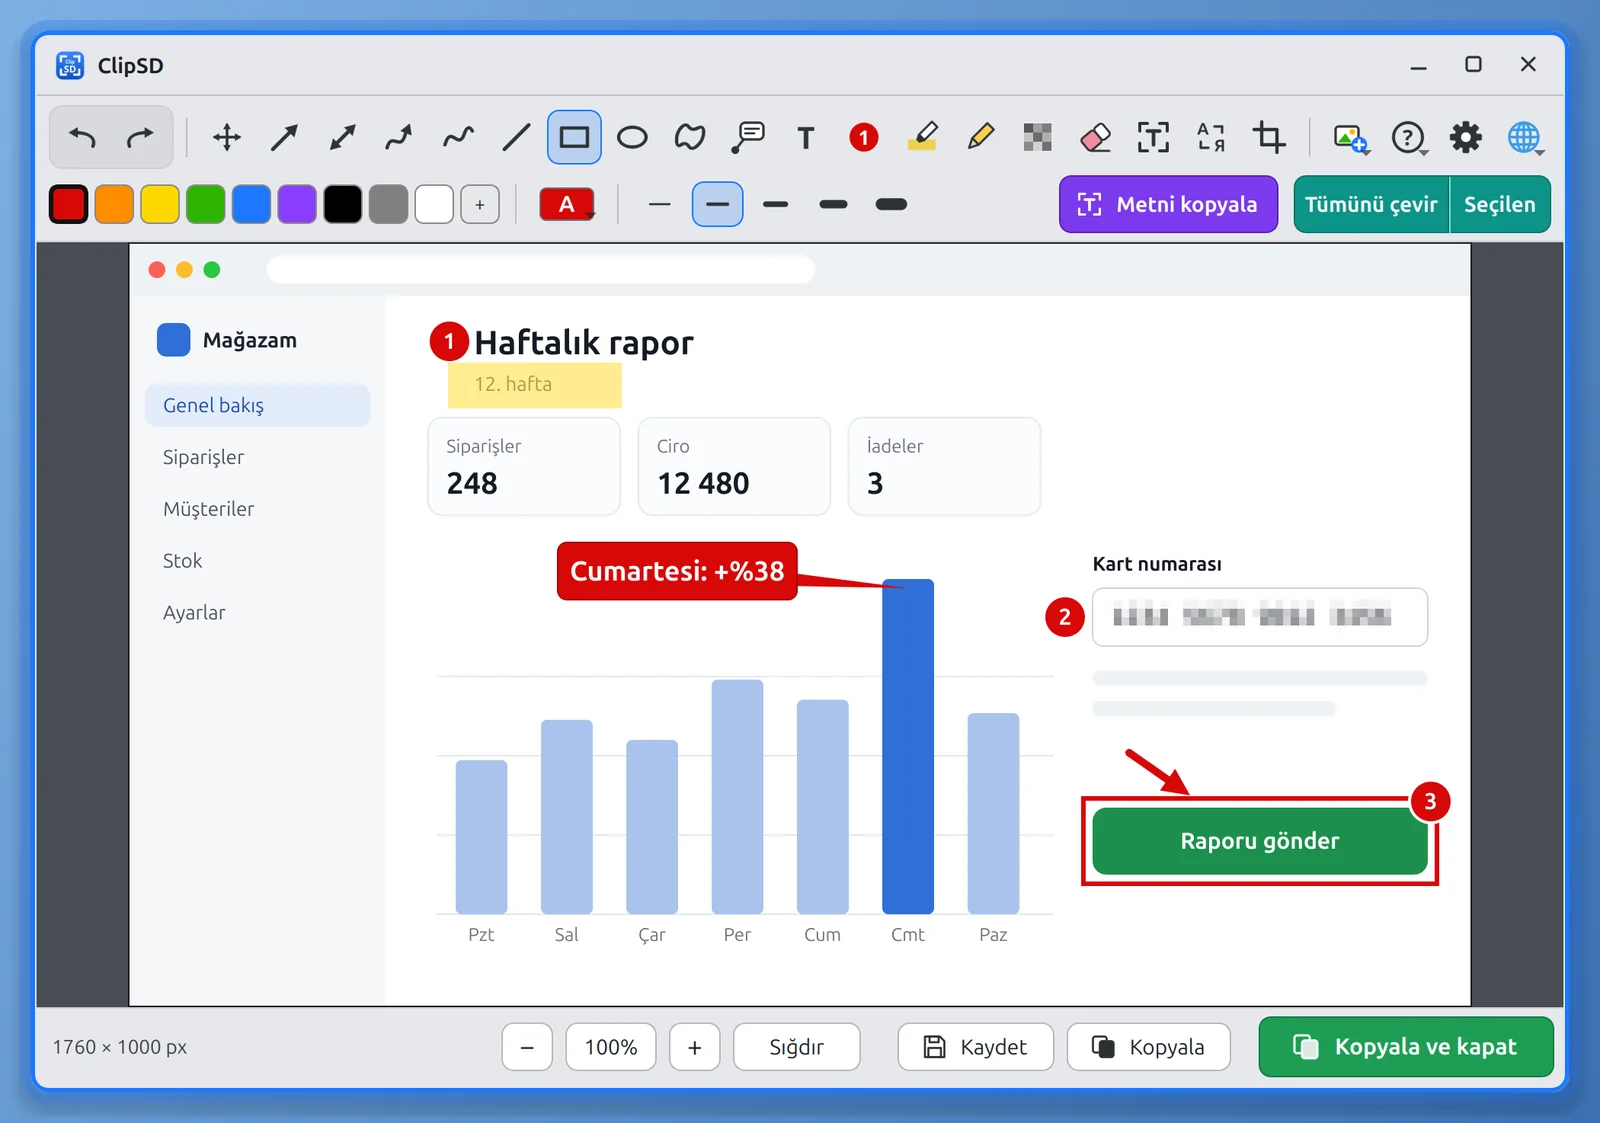 ClipSD
T
1
A
Metni kopyala
Tümünü çevir
Seçilen
Mağazam
Genel bakış
Siparişler
Müşteriler
Stok
Ayarlar
1 Haftalık rapor
12. hafta
Siparişler
248
Ciro
12 480
İadeler
3
Cumartesi: +%38
Pzt Sal Çar Per Cum Cmt Paz
Kart numarası
2
3
Raporu gönder
1760 × 1000 px
− 100% +
Sığdır
Kaydet
Kopyala
Kopyala ve kapat